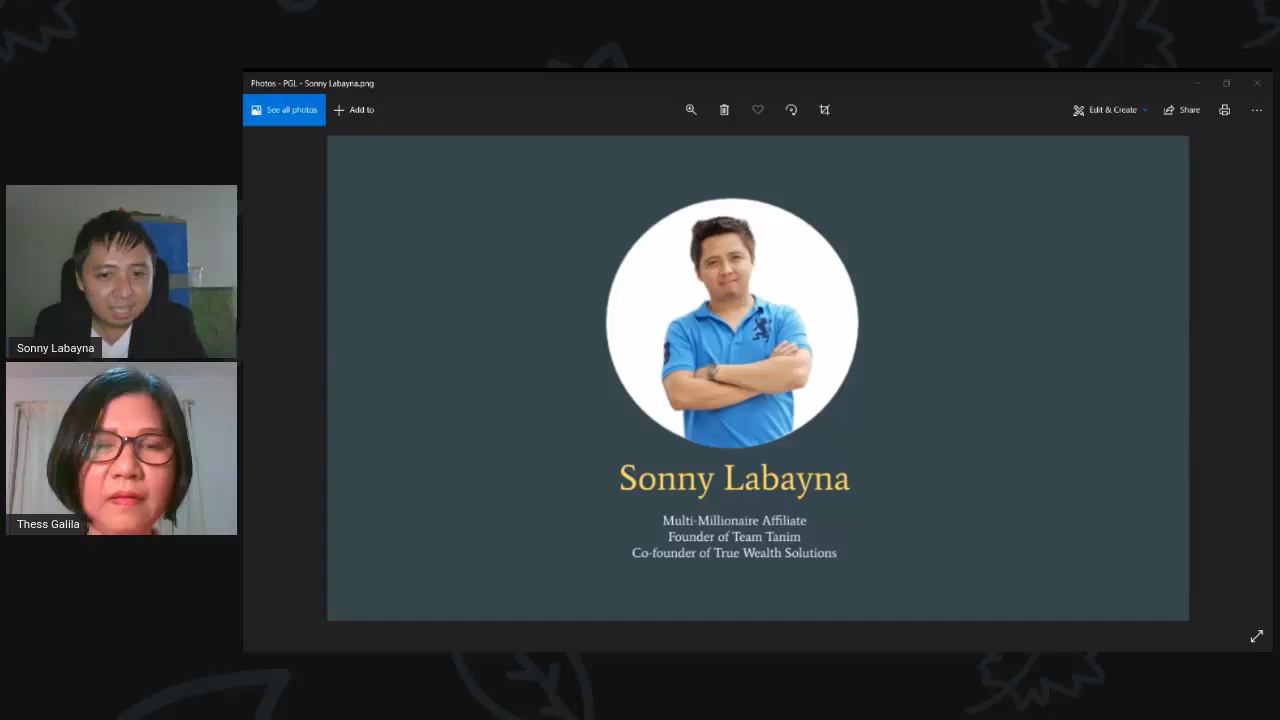 Photos - PGL - Sonny Labayna.png
See all photos
Add to
Edit & Create
Share
Sonny Labayna
Multi-Millionaire Affiliate
Founder of Team Tanim
Co-founder of True Wealth Solutions
Sonny Labayna
Thess Galila